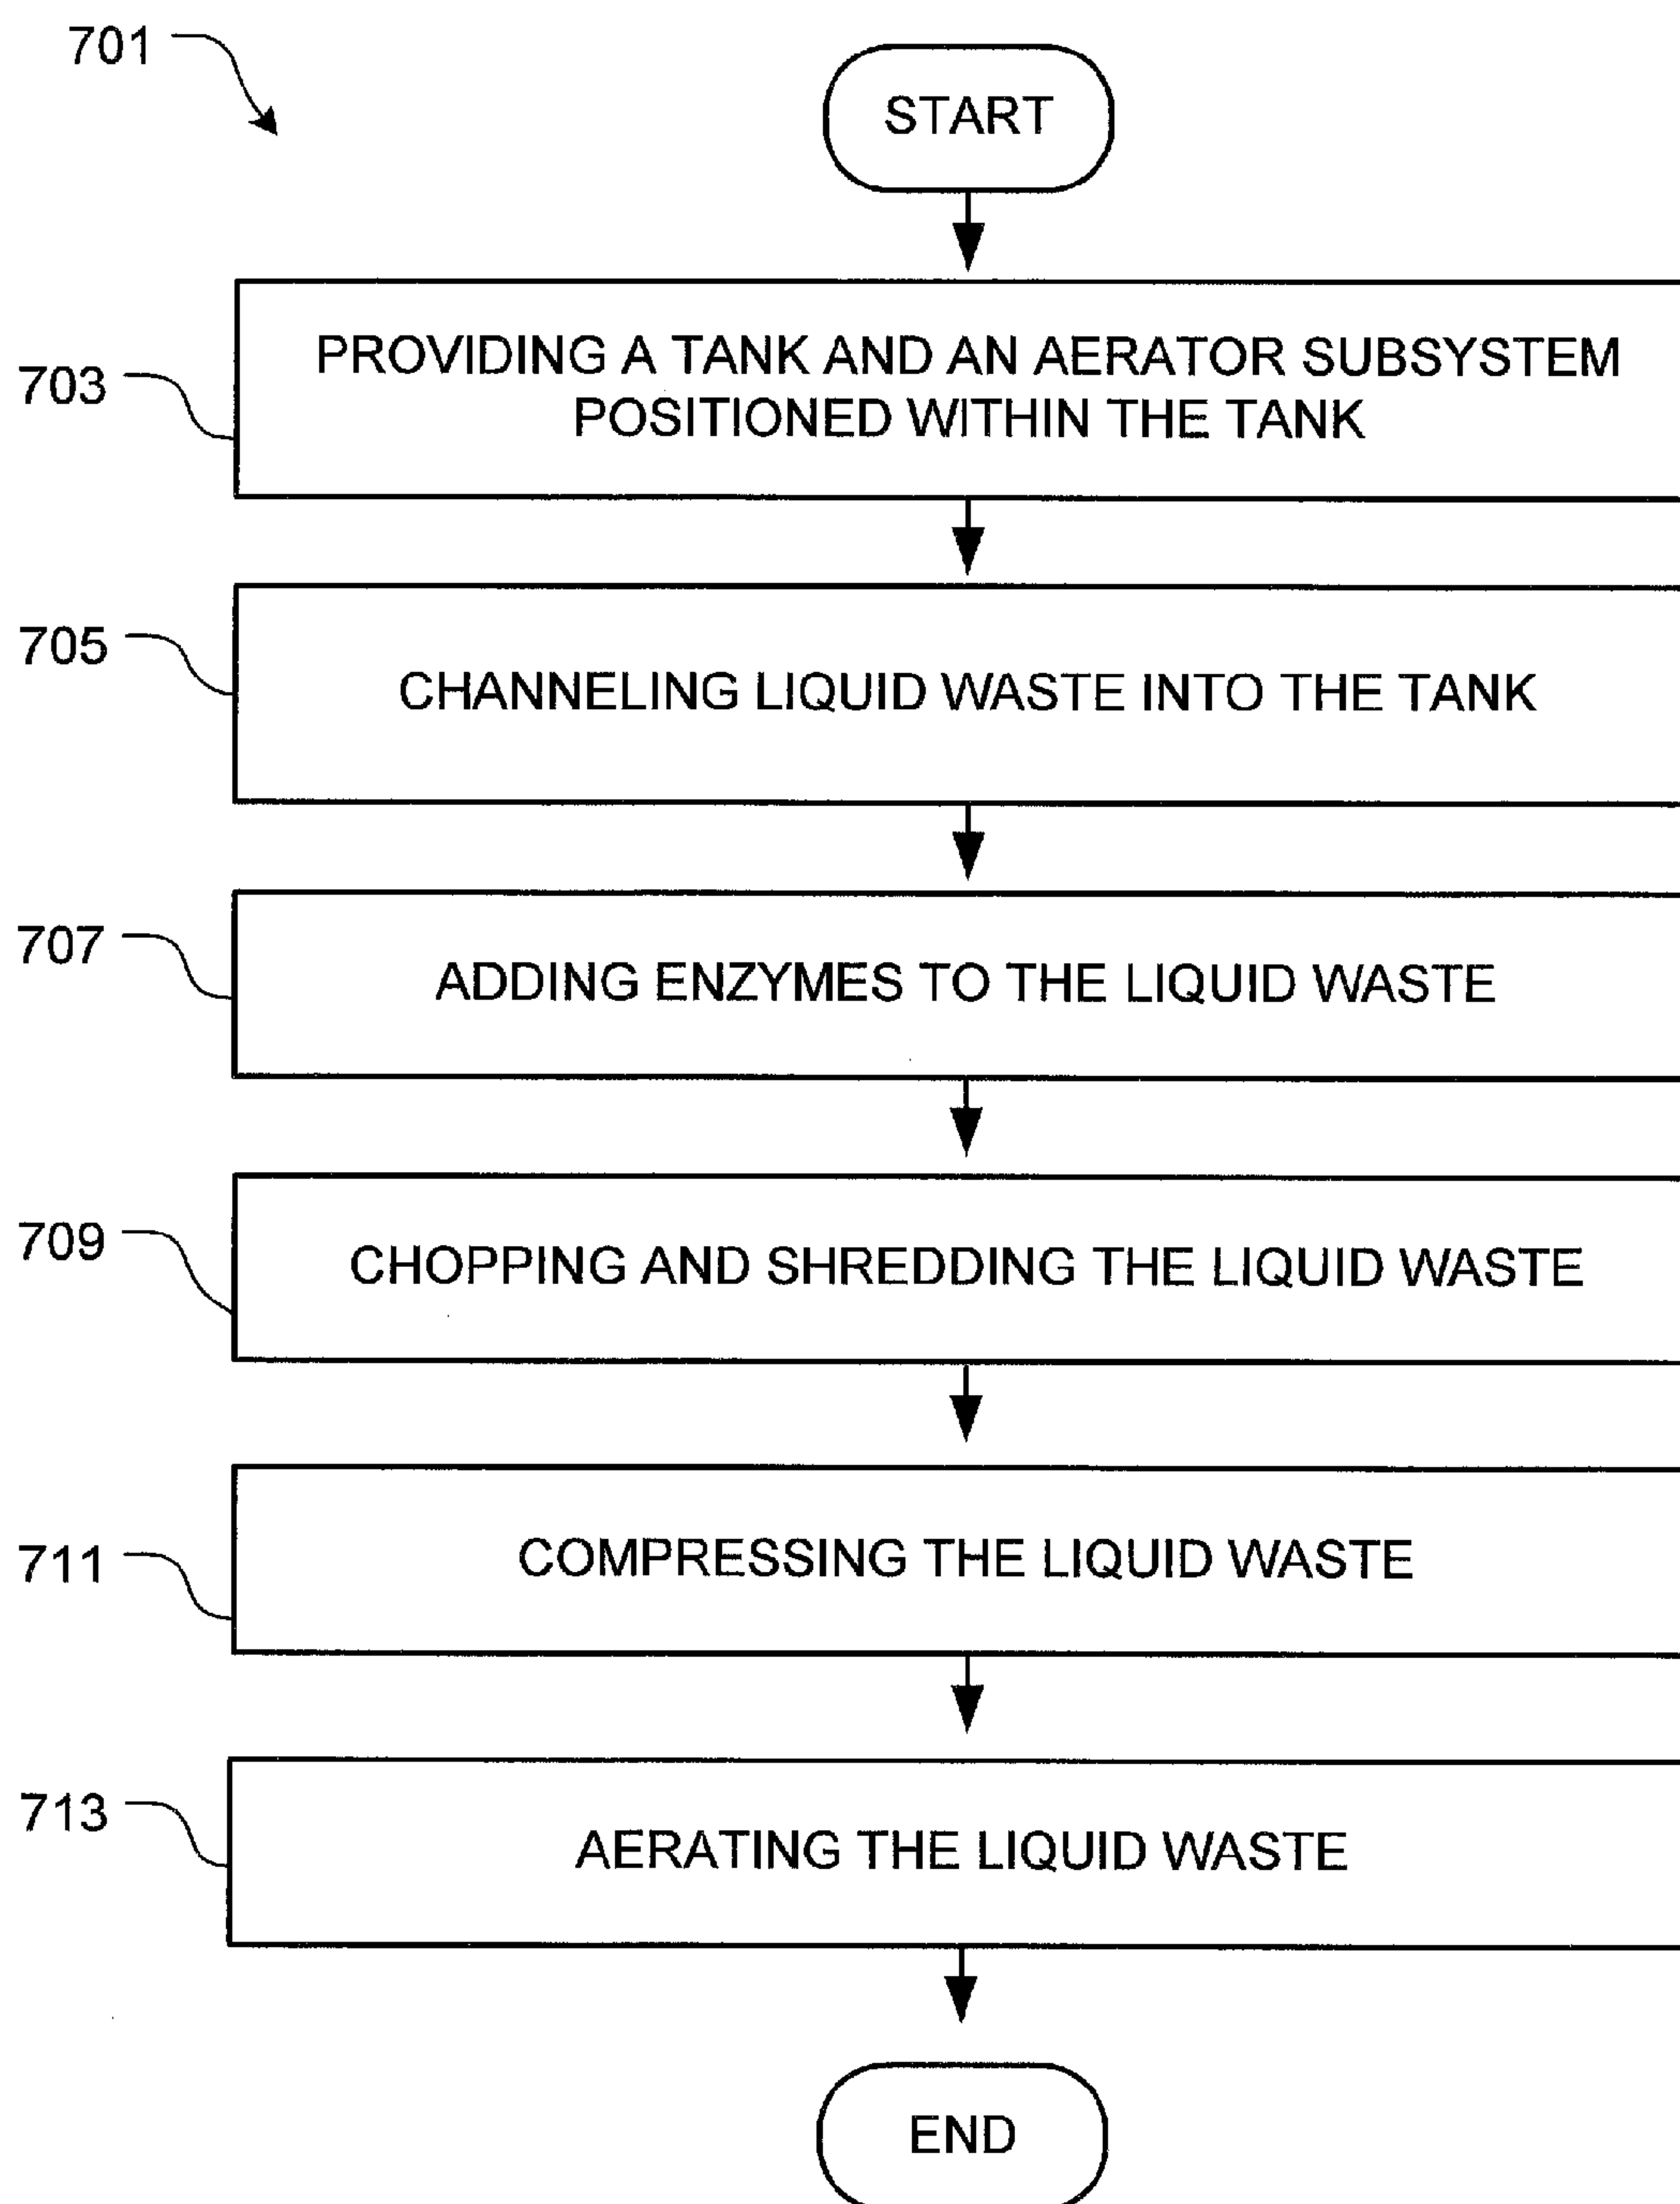 701
START
703
PROVIDING A TANK AND AN AERATOR SUBSYSTEM
POSITIONED WITHIN THE TANK
705
CHANNELING LIQUID WASTE INTO THE TANK
707
ADDING ENZYMES TO THE LIQUID WASTE
709
CHOPPING AND SHREDDING THE LIQUID WASTE
711
COMPRESSING THE LIQUID WASTE
713
AERATING THE LIQUID WASTE
END